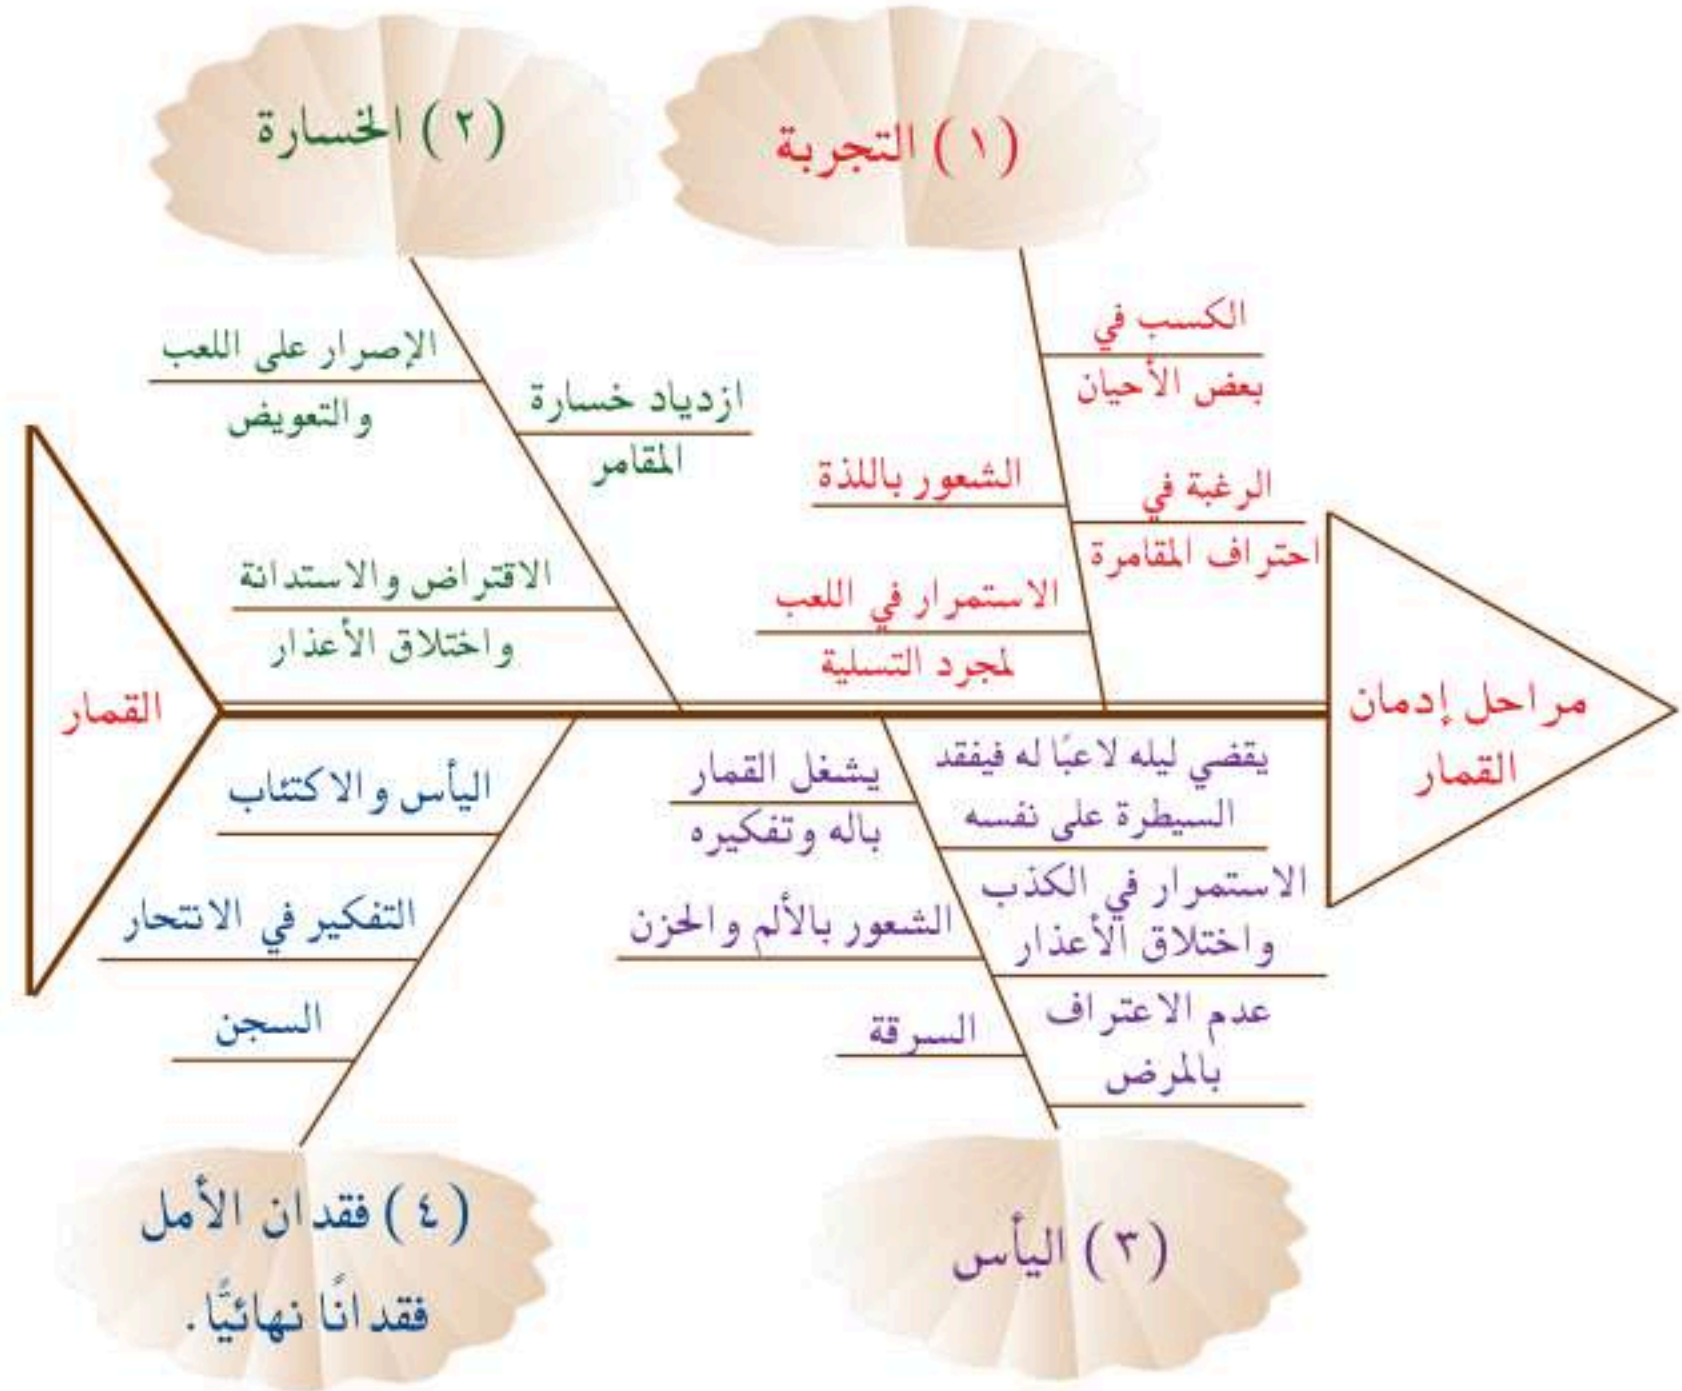 (١) التجربة
(٢) الخسارة
الكسب في
بعض الأحيان
الرغبة في
احتراف المقامرة
الشعور باللذة
الاستمرار في اللعب
لمجرد التسلية
ازدياد خسارة
المقامر
الإصرار على اللعب
والتعويض
الاقتراض والاستدانة
واختلاق الأعذار
مراحل إدمان
القمار
القمار
يقضي ليله لاعبًا له فيفقد
السيطرة على نفسه
الاستمرار في الكذب
واختلاق الأعذار
عدم الاعتراف
بالمرض
يشغل القمار
باله وتفكيره
الشعور بالألم والحزن
السرقة
اليأس والاكتئاب
التفكير في الانتحار
السجن
(٣) اليأس
(٤) فقدان الأمل
فقدانًا نهائيًّا.